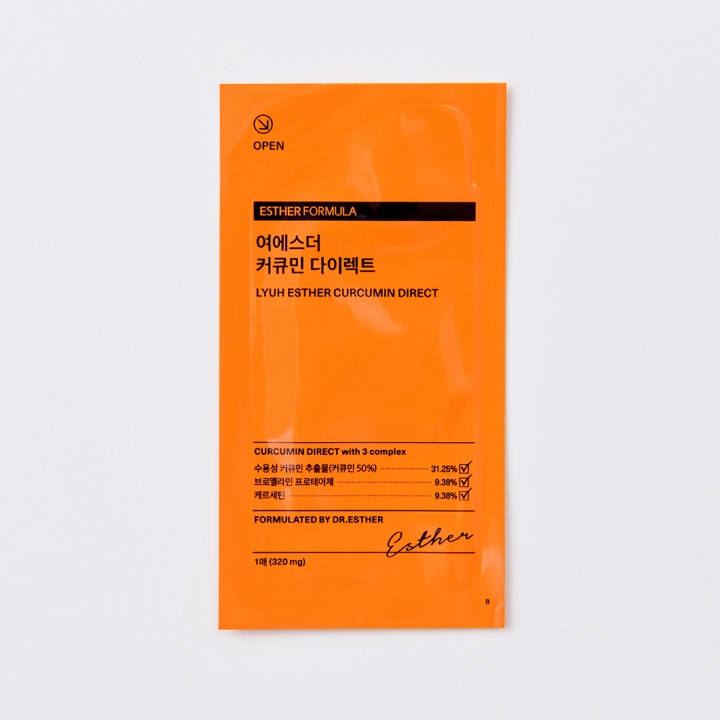 OPEN
ESTHER FORMULA
여에스더
커큐민 다이렉트
LYUH ESTHER CURCUMIN DIRECT
CURCUMIN DIRECT with 3 complex
수용성 커큐민 추출물(커큐민 50%) 31.25%
브로멜라인 프로테아제 9.38%
케르세틴 9.38%
FORMULATED BY DR.ESTHER
Esther
1매 (320 mg)
8